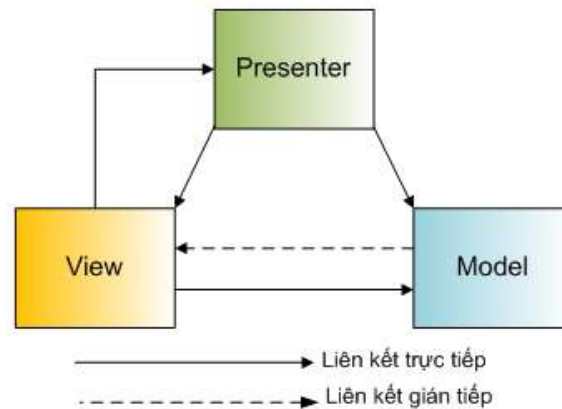 Presenter
View
Model
Liên kết trực tiếp
Liên kết gián tiếp